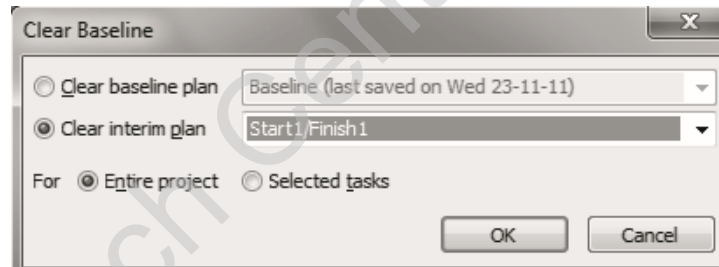 Clear Baseline
Clear baseline plan Baseline (last saved on Wed 23-11-11)
Clear interim plan Start1/Finish1
For Entire project Selected tasks
OK Cancel